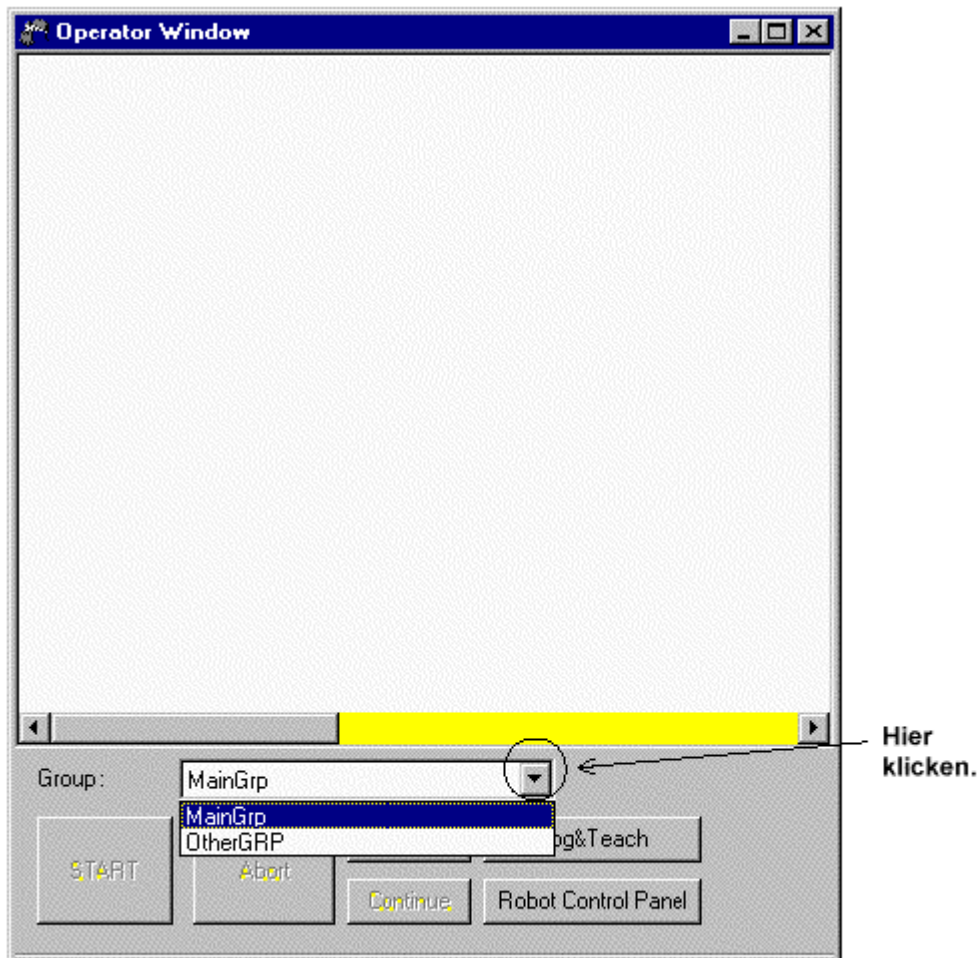 Operator Window
Hier
klicken.
Group:
MainGrp
MainGrp
OtherGRP
og&Teach
START
Abort
Continue
Robot Control Panel